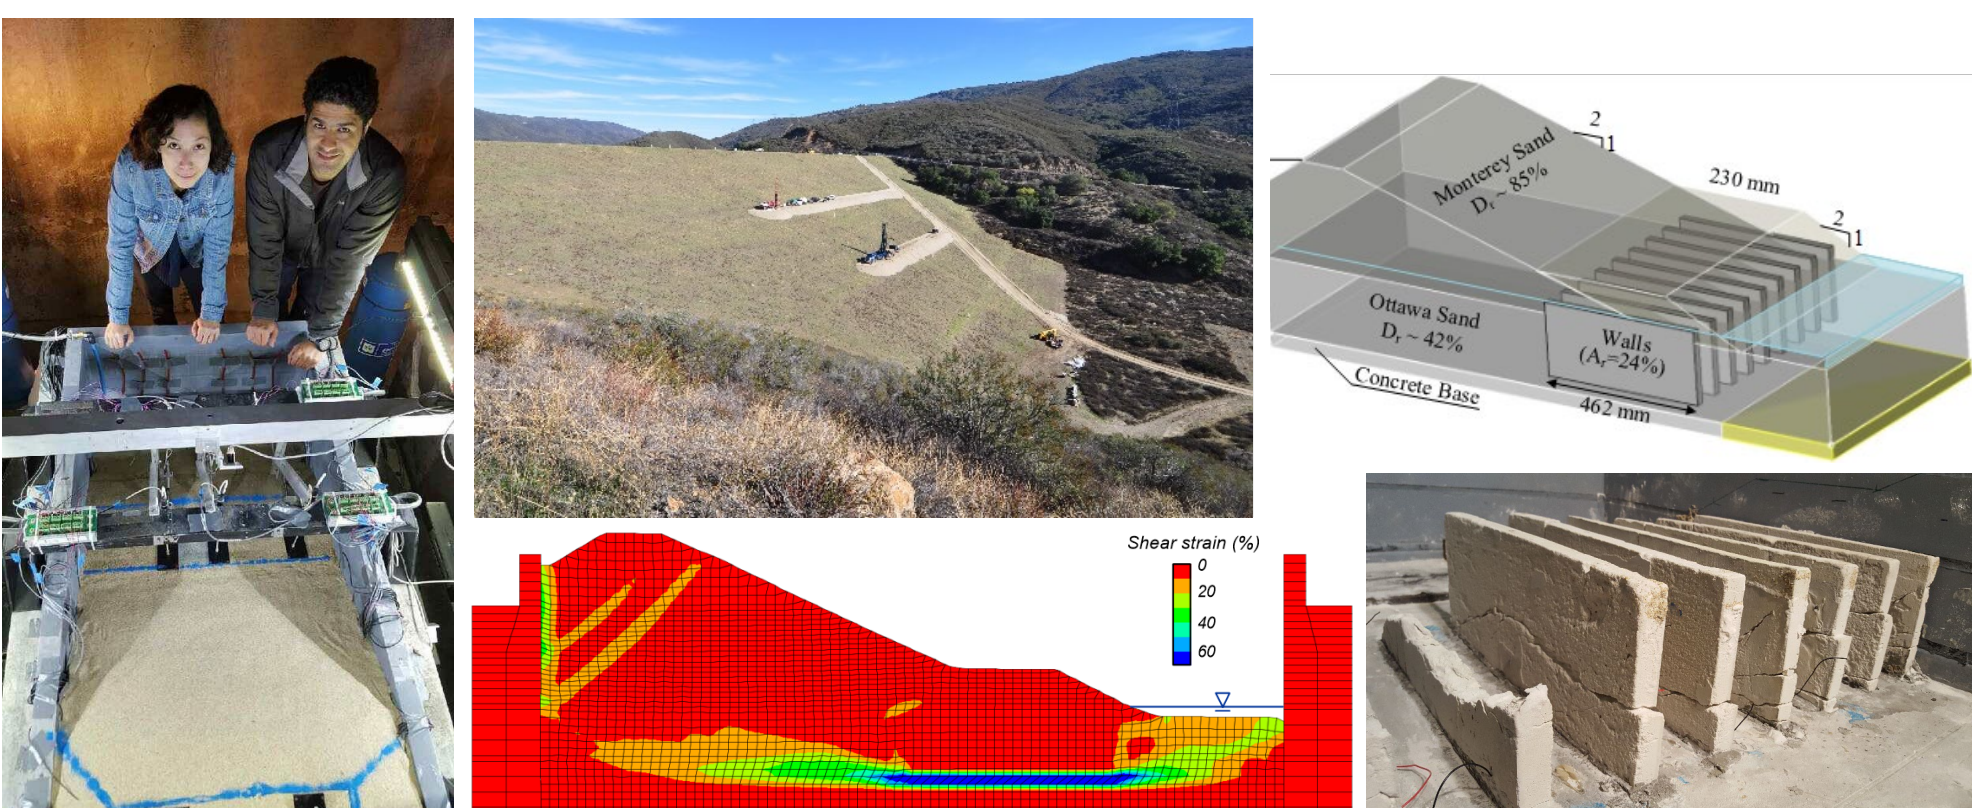 2
1
Monterey Sand
Dr ~ 85%
230 mm
2
1
Ottawa Sand
Dr ~ 42%
Walls
(Ar=24%)
Concrete Base
462 mm
Shear strain (%)
0
20
40
60